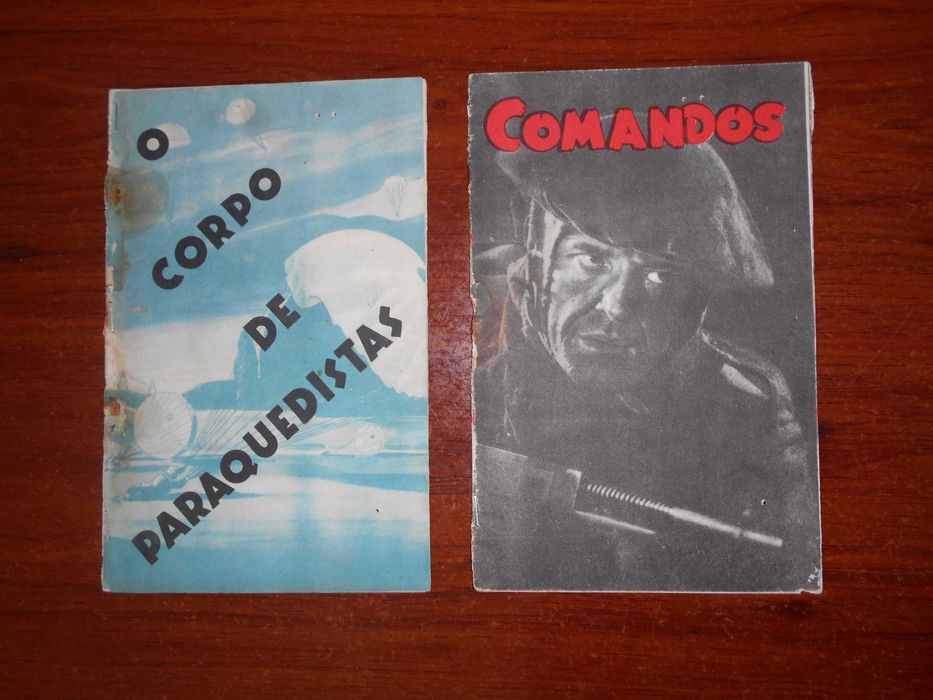 O
CORPO
DE
PARAQUEDISTAS
COMANDOS